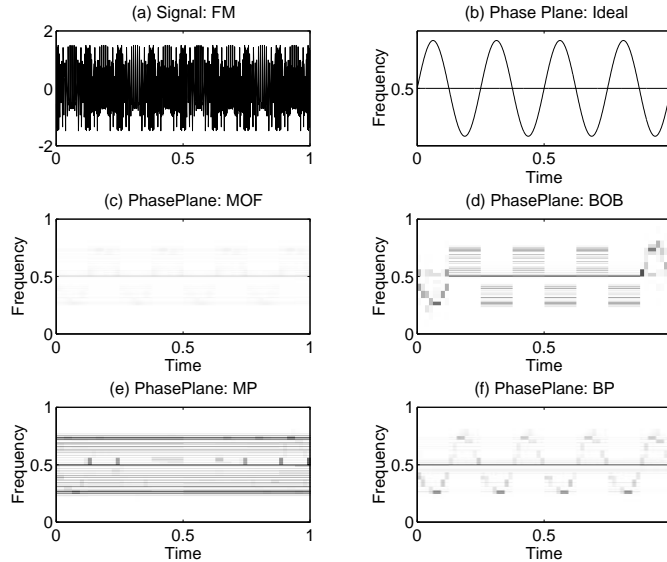 (a) Signal: FM
2
0
-2
0
0.5
1
Time
(b) Phase Plane: Ideal
Frequency
0.5
0
0.5
Time
(c) PhasePlane: MOF
Frequency
1
0.5
0
0
0.5
1
Time
(d) PhasePlane: BOB
Frequency
1
0.5
0
0
0.5
Time
(e) PhasePlane: MP
Frequency
1
0.5
0
0
0.5
1
Time
(f) PhasePlane: BP
Frequency
1
0.5
0
0
0.5
Time